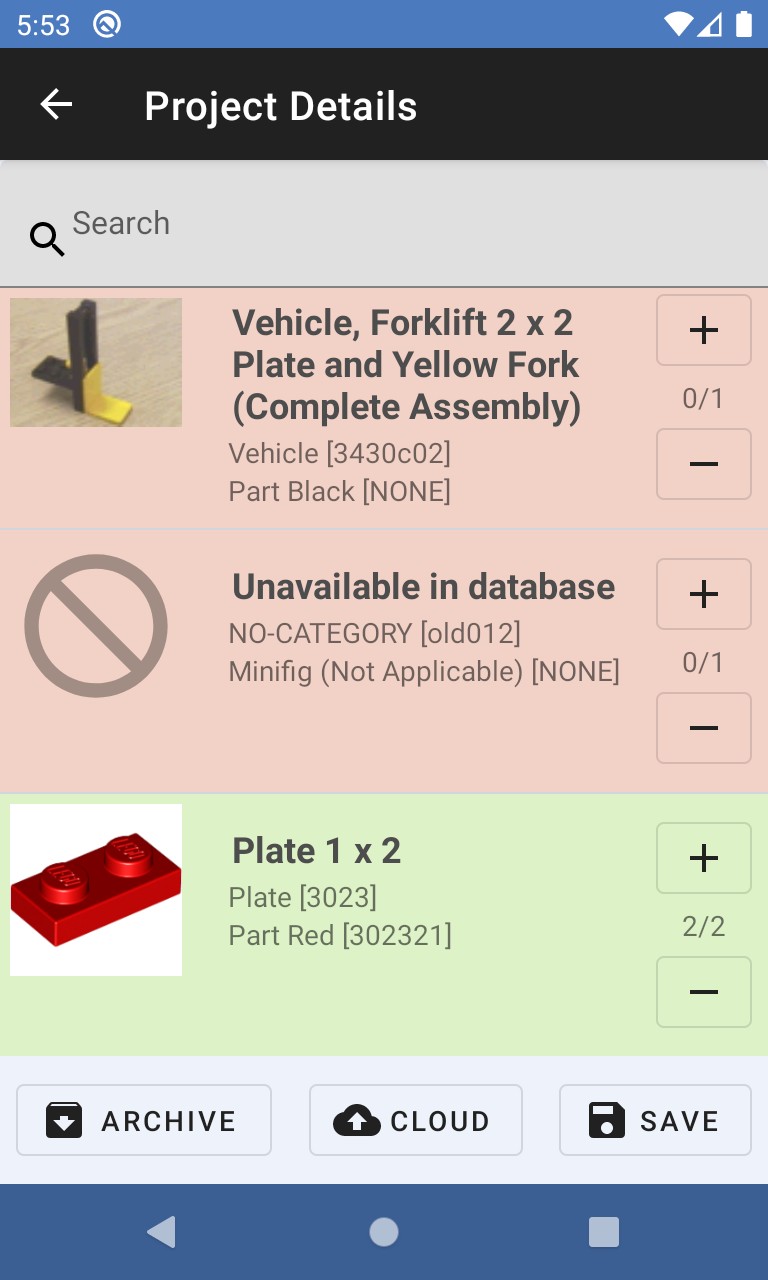 5:53
Project Details
Search
Vehicle, Forklift 2 x 2
Plate and Yellow Fork
(Complete Assembly)
Vehicle [3430c02]
Part Black [NONE]
0/1
Unavailable in database
NO-CATEGORY [old012]
Minifig (Not Applicable) [NONE]
0/1
Plate 1 x 2
Plate [3023]
Part Red [302321]
2/2
ARCHIVE
CLOUD
SAVE